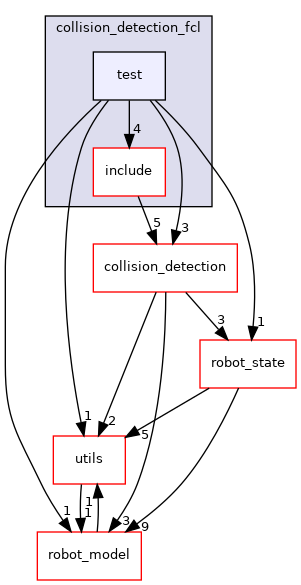 collision_detection_fcl
test
4
include
5
3
collision_detection
3
1
robot_state
1
2
5
utils
1
1
1
3
9
robot_model